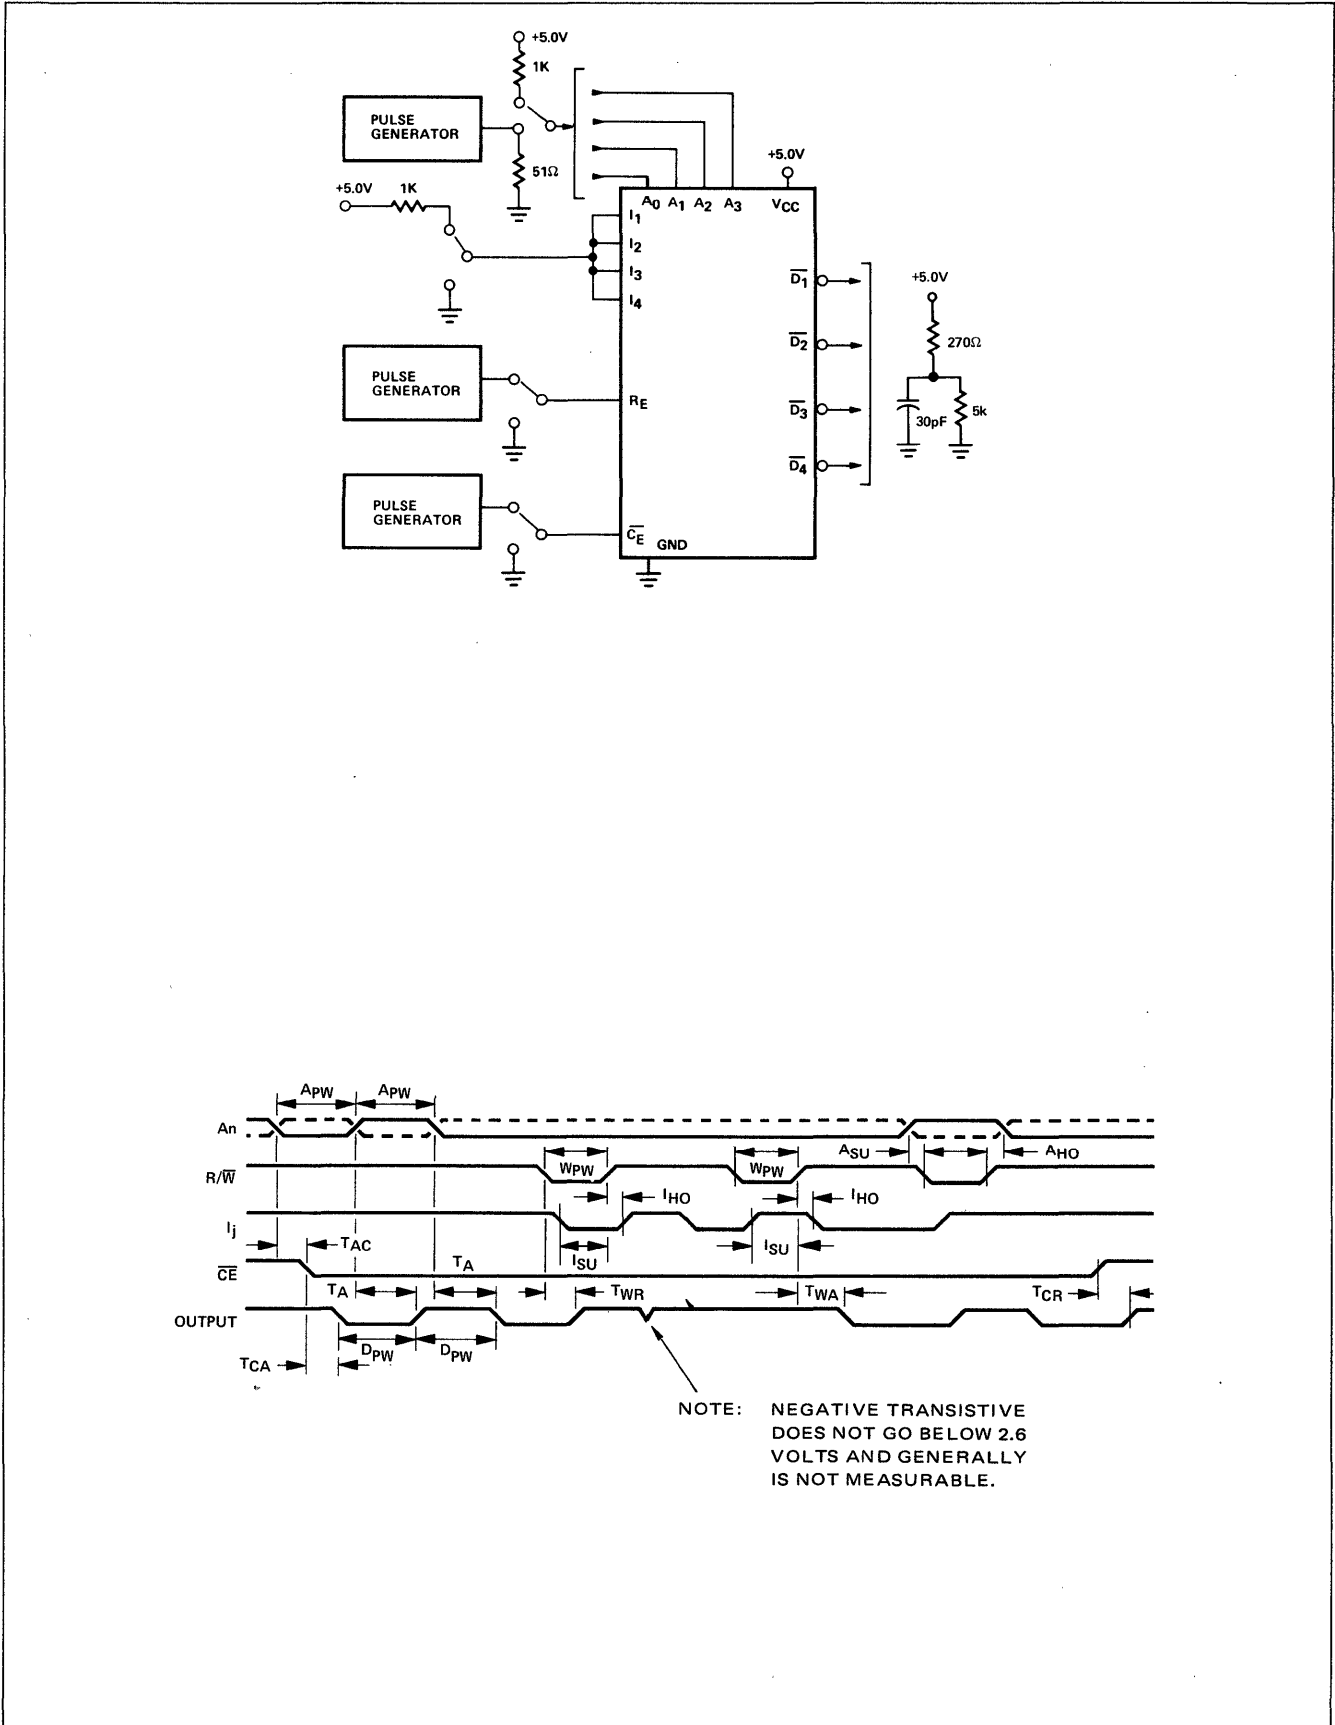 +5.0V
1K
PULSE
GENERATOR
51Ω
+5.0V
1K
+5.0V
A0 A1 A2 A3 VCC
I1
I2
I3
I4
D1
D2
D3
D4
+5.0V
270Ω
30pF
5k
PULSE
GENERATOR
RE
PULSE
GENERATOR
CE
GND
APW APW
An
ASU AHO
R/W
WPW WPW
IHO IHO
Ij
TAC
ISU ISU
CE
TA
TA
TWR TWA TCR
OUTPUT
DPW DPW
TCA
NOTE: NEGATIVE TRANSISTIVE
DOES NOT GO BELOW 2.6
VOLTS AND GENERALLY
IS NOT MEASURABLE.